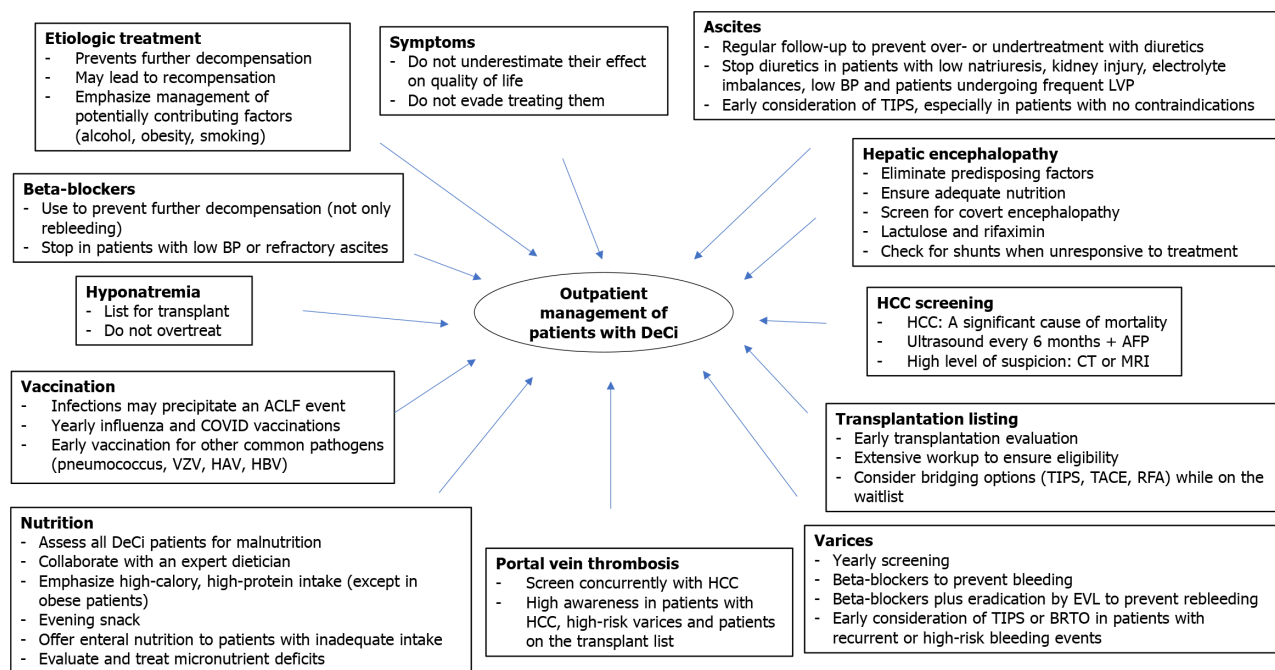 Etiologic treatment
- Prevents further decompensation
- May lead to recompensation
- Emphasize management of
potentially contributing factors
(alcohol, obesity, smoking)
Symptoms
- Do not underestimate their effect
on quality of life
- Do not evade treating them
Ascites
- Regular follow-up to prevent over- or undertreatment with diuretics
- Stop diuretics in patients with low natriuresis, kidney injury, electrolyte
imbalances, low BP and patients undergoing frequent LVP
- Early consideration of TIPS, especially in patients with no contraindications
Beta-blockers
- Use to prevent further decompensation (not only
rebleeding)
- Stop in patients with low BP or refractory ascites
Hepatic encephalopathy
- Eliminate predisposing factors
- Ensure adequate nutrition
- Screen for covert encephalopathy
- Lactulose and rifaximin
- Check for shunts when unresponsive to treatment
Hyponatremia
- List for transplant
- Do not overtreat
Outpatient
management of
patients with DeCi
HCC screening
- HCC: A significant cause of mortality
- Ultrasound every 6 months + AFP
- High level of suspicion: CT or MRI
Vaccination
- Infections may precipitate an ACLF event
- Yearly influenza and COVID vaccinations
- Early vaccination for other common pathogens
(pneumococcus, VZV, HAV, HBV)
Transplantation listing
- Early transplantation evaluation
- Extensive workup to ensure eligibility
- Consider bridging options (TIPS, TACE, RFA) while on the
waitlist
Nutrition
- Assess all DeCi patients for malnutrition
- Collaborate with an expert dietician
- Emphasize high-calory, high-protein intake (except in
obese patients)
- Evening snack
- Offer enteral nutrition to patients with inadequate intake
- Evaluate and treat micronutrient deficits
Portal vein thrombosis
- Screen concurrently with HCC
- High awareness in patients with
HCC, high-risk varices and patients
on the transplant list
Varices
- Yearly screening
- Beta-blockers to prevent bleeding
- Beta-blockers plus eradication by EVL to prevent rebleeding
- Early consideration of TIPS or BRTO in patients with
recurrent or high-risk bleeding events